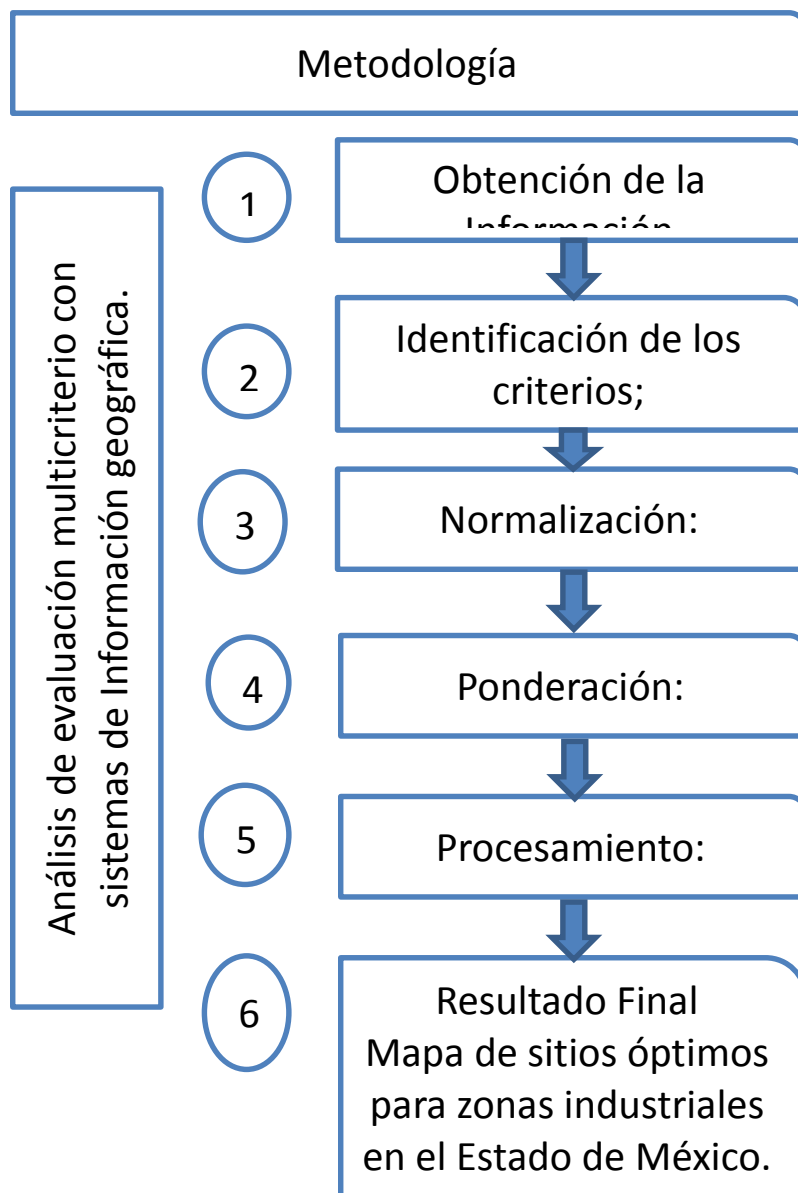 Metodología
Análisis de evaluación multicriterio con
sistemas de Información geográfica.
1
Obtención de la
Información
2
Identificación de los
criterios;
3
Normalización:
4
Ponderación:
5
Procesamiento:
6
Resultado Final
Mapa de sitios óptimos
para zonas industriales
en el Estado de México.